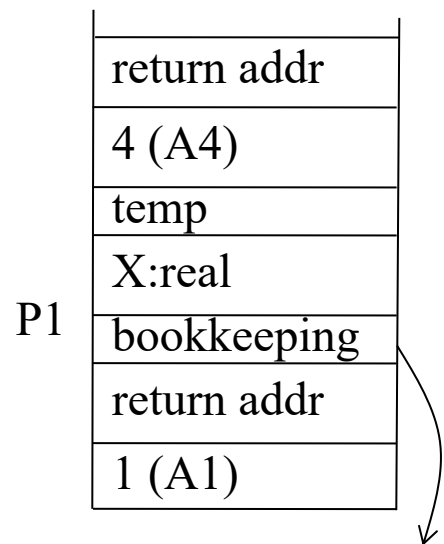 return addr
4 (A4)
temp
X:real
P1
bookkeeping
return addr
1 (A1)